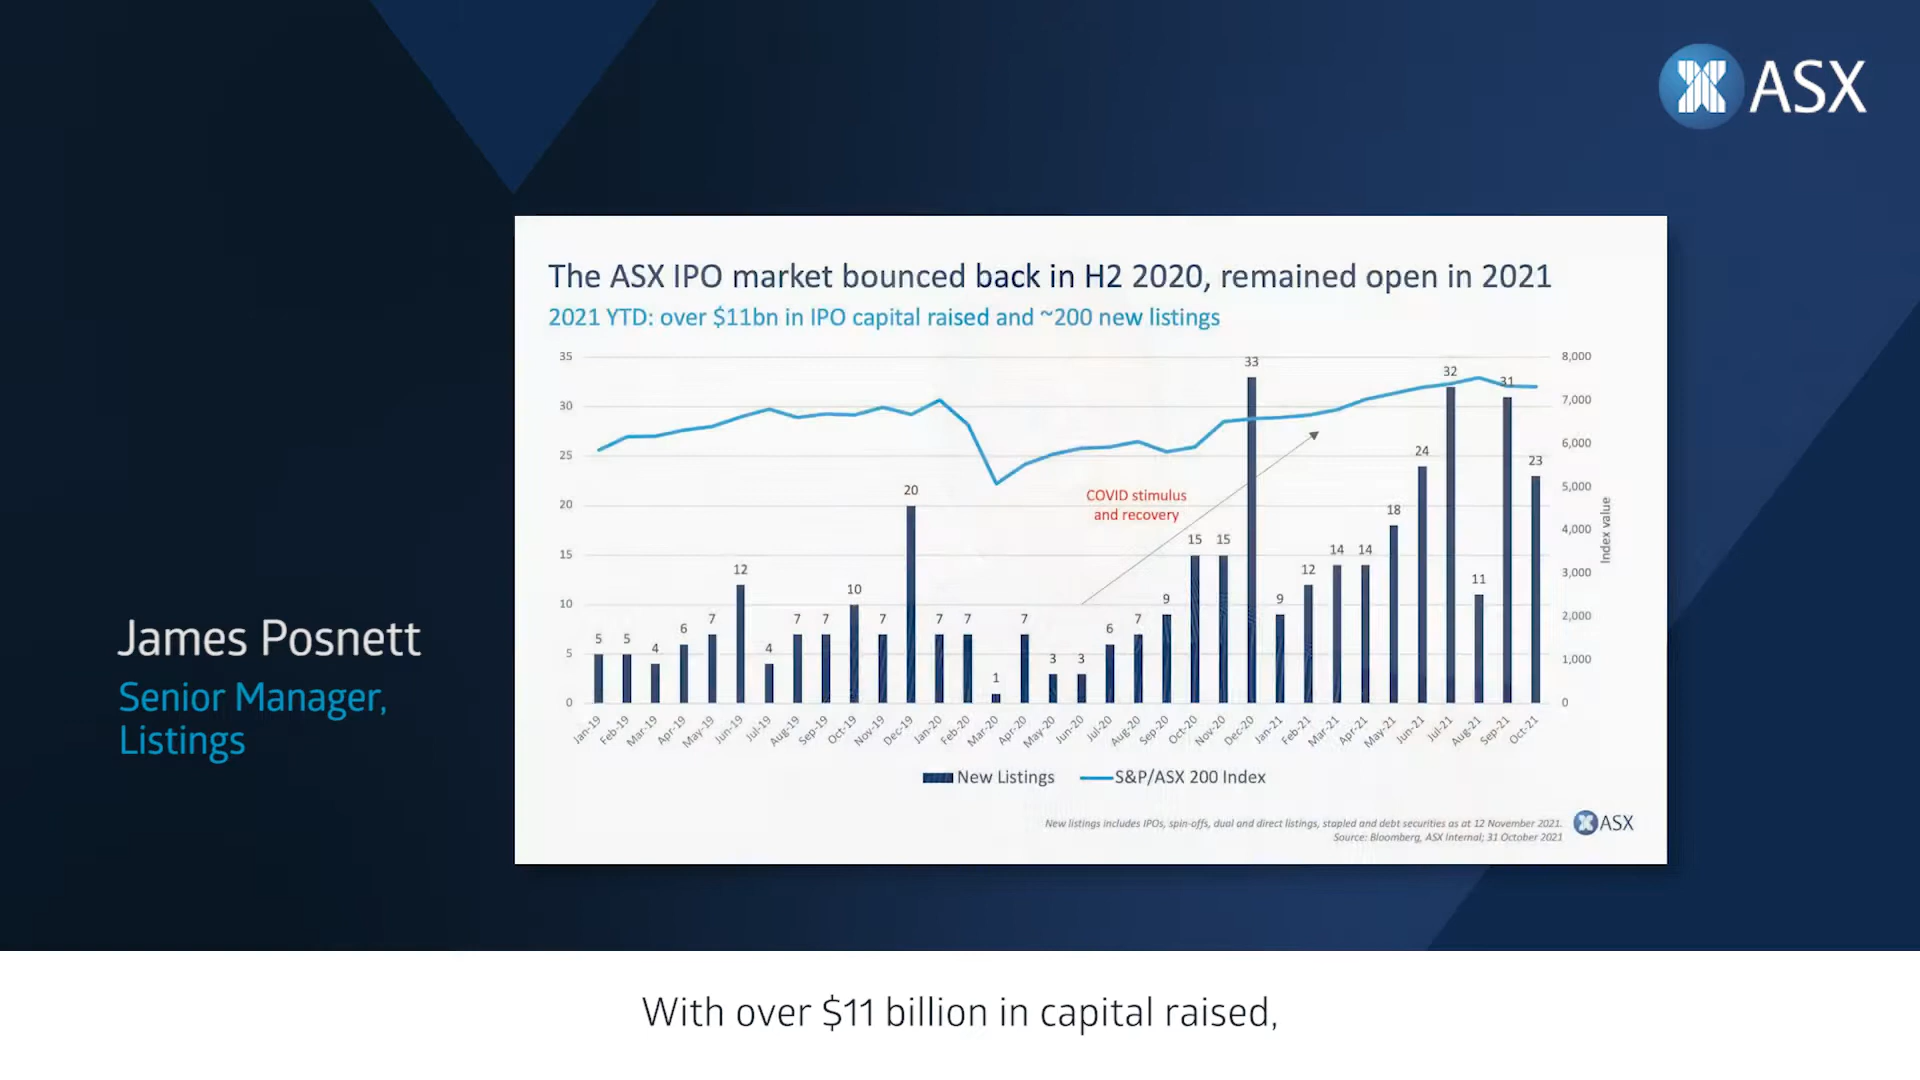 ASX
The ASX IPO market bounced back in H2 2020, remained open in 2021
2021 YTD: over $11bn in IPO capital raised and ~200 new listings
35
30
25
20
15
10
5
0
8,000
7,000
6,000
5,000
4,000
3,000
2,000
1,000
0
Index value
COVID stimulus
and recovery
5 5 4 6 7 12 4 7 7 10 7 20 7 7 1 7 3 3 6 7 9 15 15 33 9 12 14 14 18 24 32 11 31 23
Jan-19 Feb-19 Mar-19 Apr-19 May-19 Jun-19 Jul-19 Aug-19 Sep-19 Oct-19 Nov-19 Dec-19 Jan-20 Feb-20 Mar-20 Apr-20 May-20 Jun-20 Jul-20 Aug-20 Sep-20 Oct-20 Nov-20 Dec-20 Jan-21 Feb-21 Mar-21 Apr-21 May-21 Jun-21 Jul-21 Aug-21 Sep-21 Oct-21
New Listings S&P/ASX 200 Index
New listings includes IPOs, spin-offs, dual and direct listings, stapled and debt securities as at 12 November 2021.
Source: Bloomberg, ASX Internal; 31 October 2021
ASX
James Posnett
Senior Manager,
Listings
With over $11 billion in capital raised,